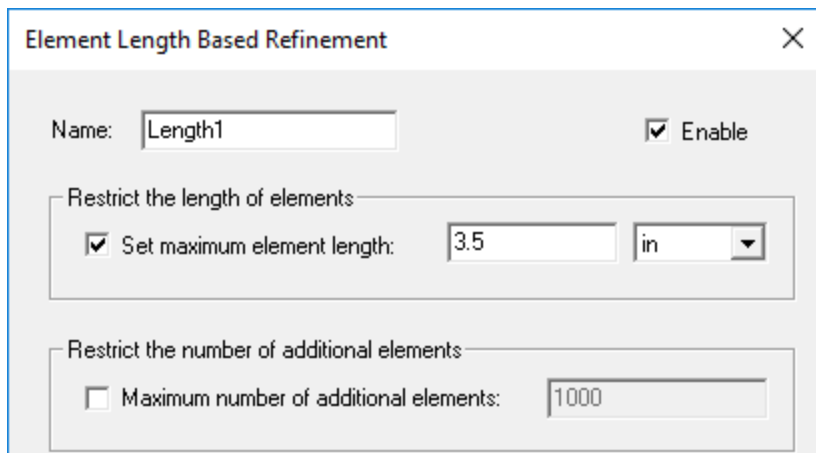 Element Length Based Refinement
Name: Length1 Enable
Restrict the length of elements
Set maximum element length: 3.5 in
Restrict the number of additional elements
Maximum number of additional elements: 1000